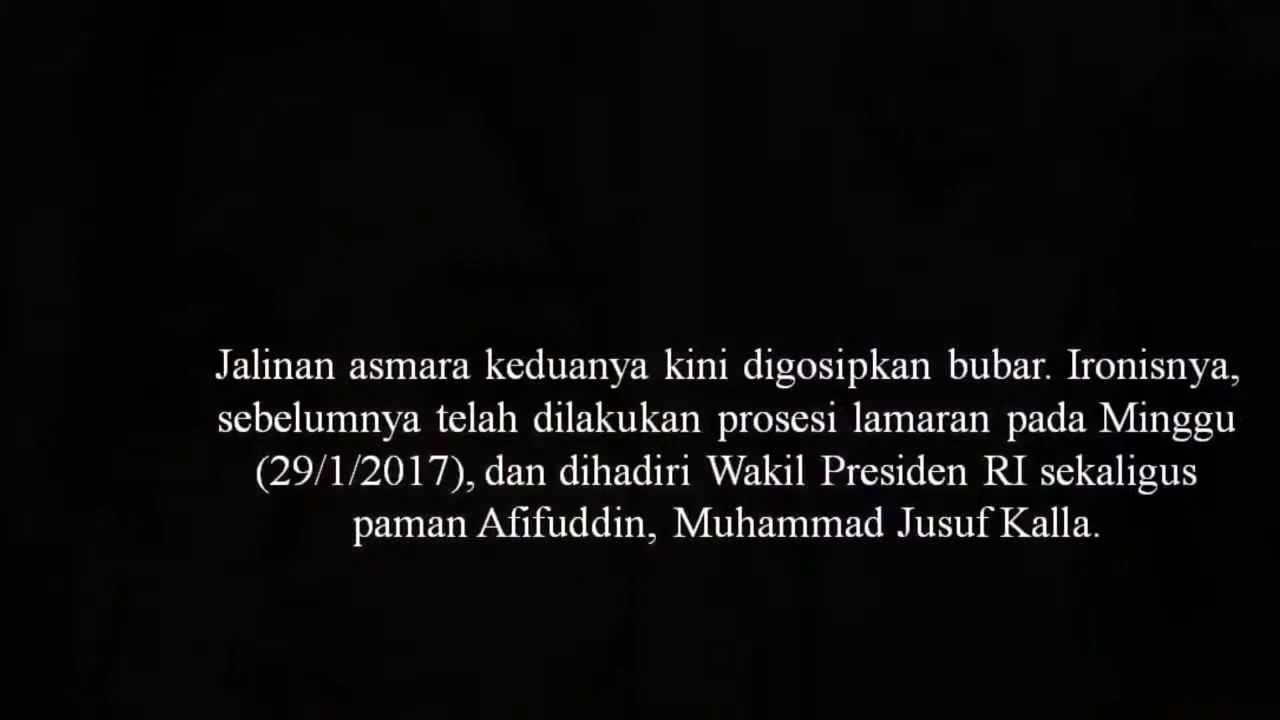 Jalinan asmara keduanya kini digosipkan bubar. Ironisnya,
sebelumnya telah dilakukan prosesi lamaran pada Minggu
(29/1/2017), dan dihadiri Wakil Presiden RI sekaligus
paman Afifuddin, Muhammad Jusuf Kalla.